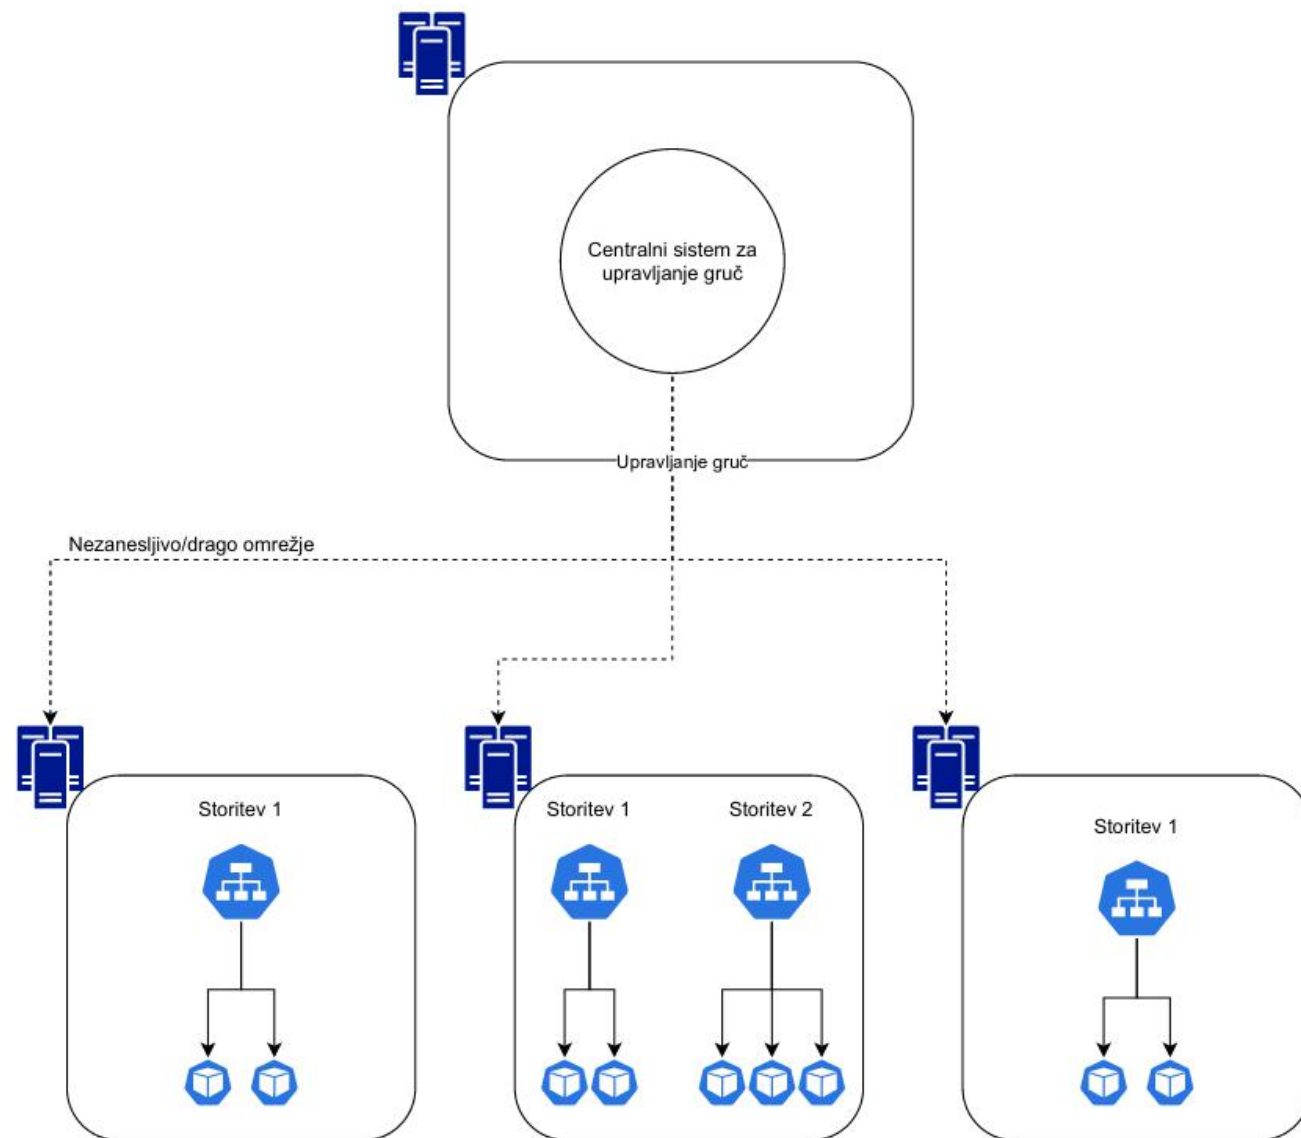 Centralni sistem za
upravljanje gruč
Upravljanje gruč
Nezanesljivo/drago omrežje
Storitev 1
Storitev 1
Storitev 2
Storitev 1